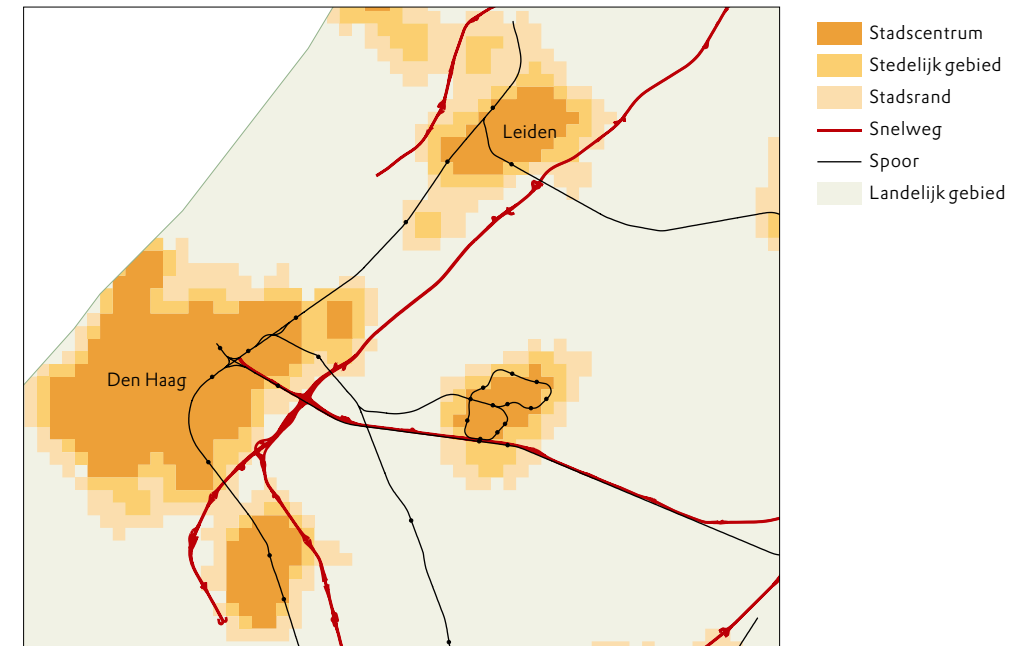 Leiden
Den Haag
Stadscentrum
Stedelijk gebied
Stadsrand
Snelweg
Spoor
Landelijk gebied